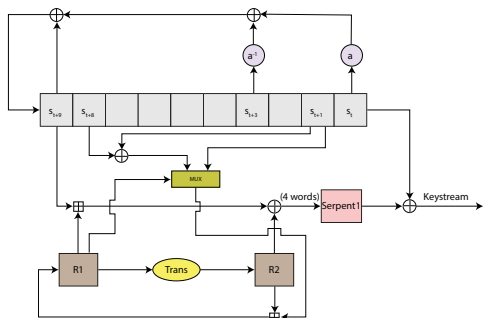 a⁻¹
a
s_{t+9} s_{t+8} s_{t+3} s_{t+1} s_t
MUX
(4 words)
Serpent1
Keystream
R1
Trans
R2